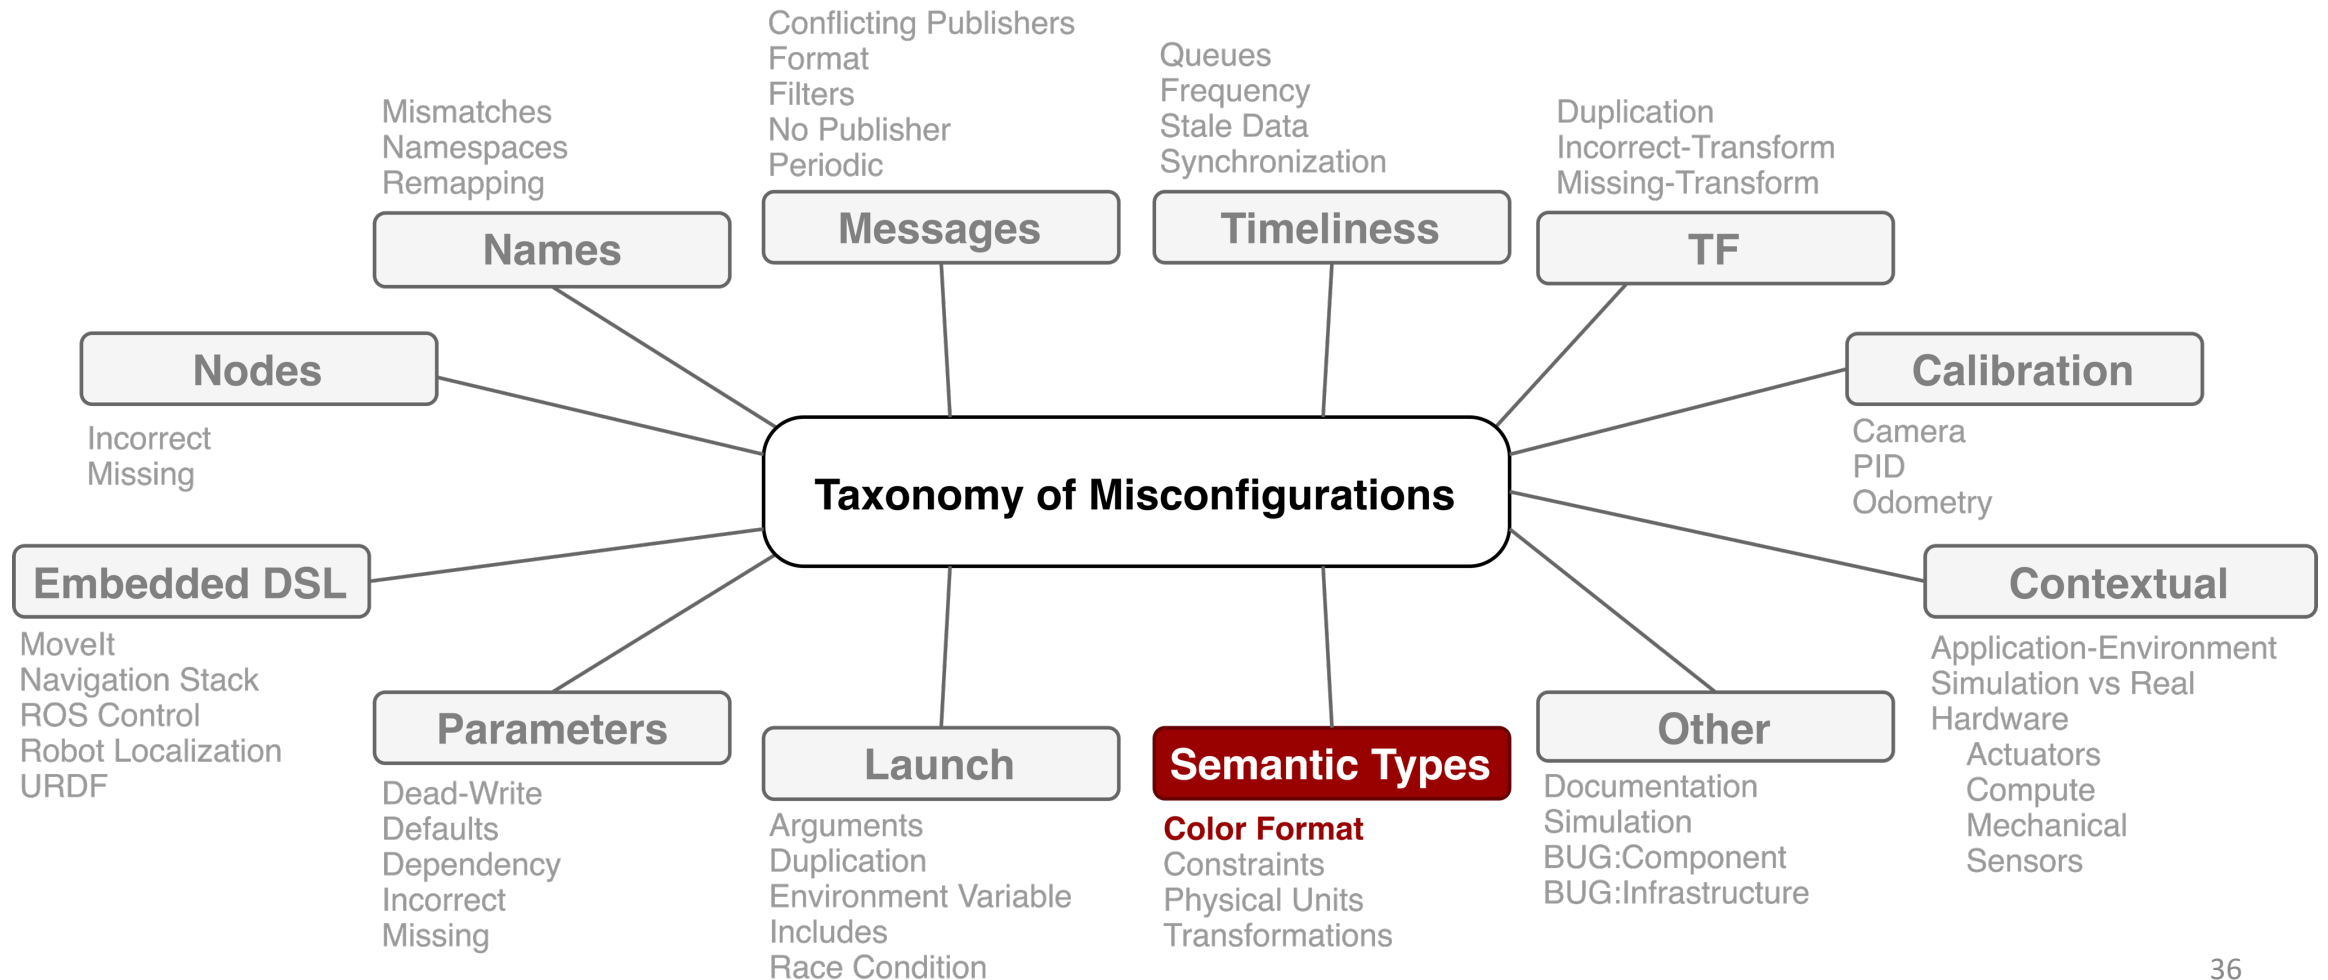 Conflicting Publishers
Format
Filters
No Publisher
Periodic
Messages
Queues
Frequency
Stale Data
Synchronization
Timeliness
Mismatches
Namespaces
Remapping
Names
Duplication
Incorrect-Transform
Missing-Transform
TF
Nodes
Incorrect
Missing
Calibration
Camera
PID
Odometry
Taxonomy of Misconfigurations
Embedded DSL
MoveIt
Navigation Stack
ROS Control
Robot Localization
URDF
Contextual
Application-Environment
Simulation vs Real
Hardware
Actuators
Compute
Mechanical
Sensors
Parameters
Dead-Write
Defaults
Dependency
Incorrect
Missing
Launch
Arguments
Duplication
Environment Variable
Includes
Race Condition
Semantic Types
Color Format
Constraints
Physical Units
Transformations
Other
Documentation
Simulation
BUG:Component
BUG:Infrastructure
36